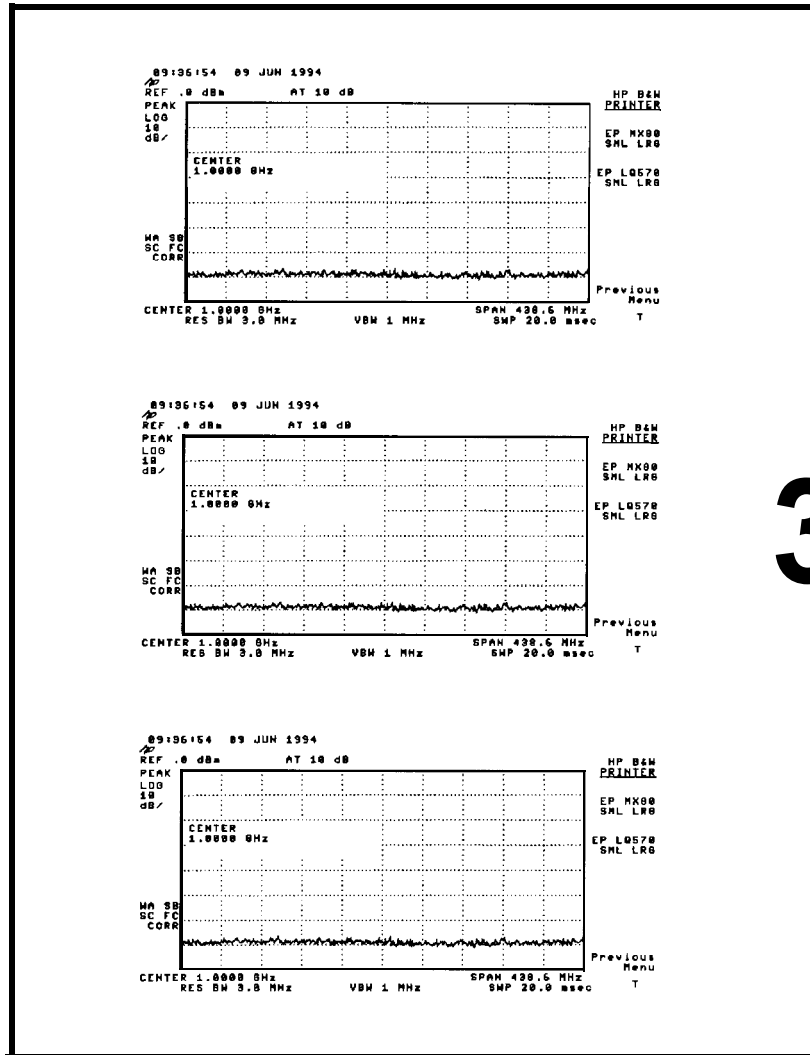 09:36:54 09 JUN 1994
REF .0 dBm AT 10 dB
PEAK
LOG
10
dB/
HP B&W
PRINTER
EP MX80
SML LRG
CENTER
1.0000 GHz
EP LQ570
SML LRG
WA SB
SC FC
CORR
Previous
Menu
CENTER 1.0000 GHz SPAN 430.6 MHz
RES BW 3.0 MHz VBW 1 MHz SWP 20.0 msec
T
09:36:54 09 JUN 1994
REF .0 dBm AT 10 dB
PEAK
LOG
10
dB/
HP B&W
PRINTER
EP MX80
SML LRG
CENTER
1.0000 GHz
EP LQ570
SML LRG
WA SB
SC FC
CORR
Previous
Menu
CENTER 1.0000 GHz SPAN 430.6 MHz
RES BW 3.0 MHz VBW 1 MHz SWP 20.0 msec
T
3
09:36:54 09 JUN 1994
REF .0 dBm AT 10 dB
PEAK
LOG
10
dB/
HP B&W
PRINTER
EP MX80
SML LRG
CENTER
1.0000 GHz
EP LQ570
SML LRG
WA SB
SC FC
CORR
Previous
Menu
CENTER 1.0000 GHz SPAN 430.6 MHz
RES BW 3.0 MHz VBW 1 MHz SWP 20.0 msec
T